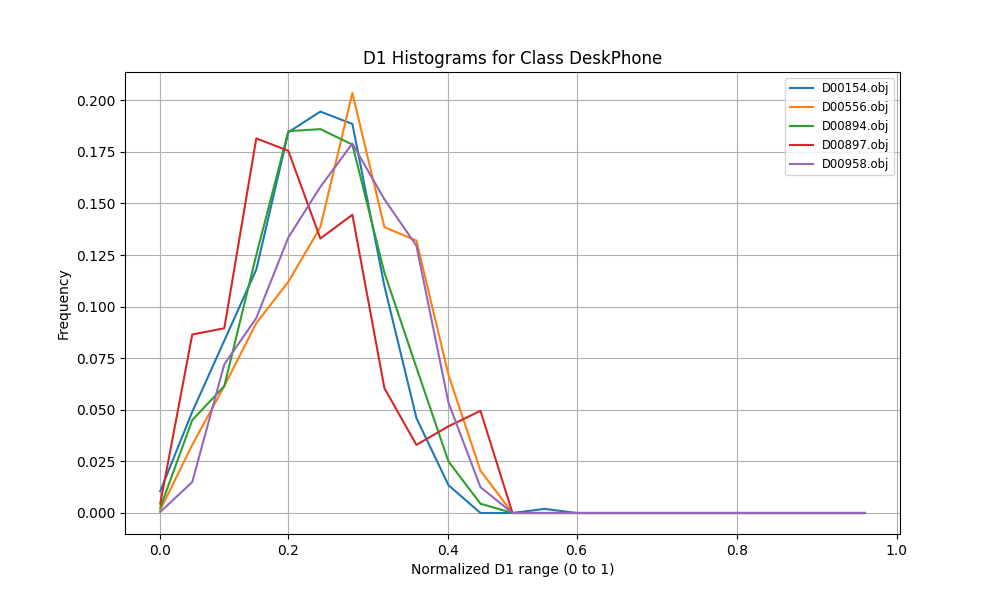 D1 Histograms for Class DeskPhone
D00154.obj
D00556.obj
D00894.obj
D00897.obj
D00958.obj
0.200
0.175
0.150
0.125
0.100
0.075
0.050
0.025
0.000
Frequency
0.0 0.2 0.4 0.6 0.8 1.0
Normalized D1 range (0 to 1)